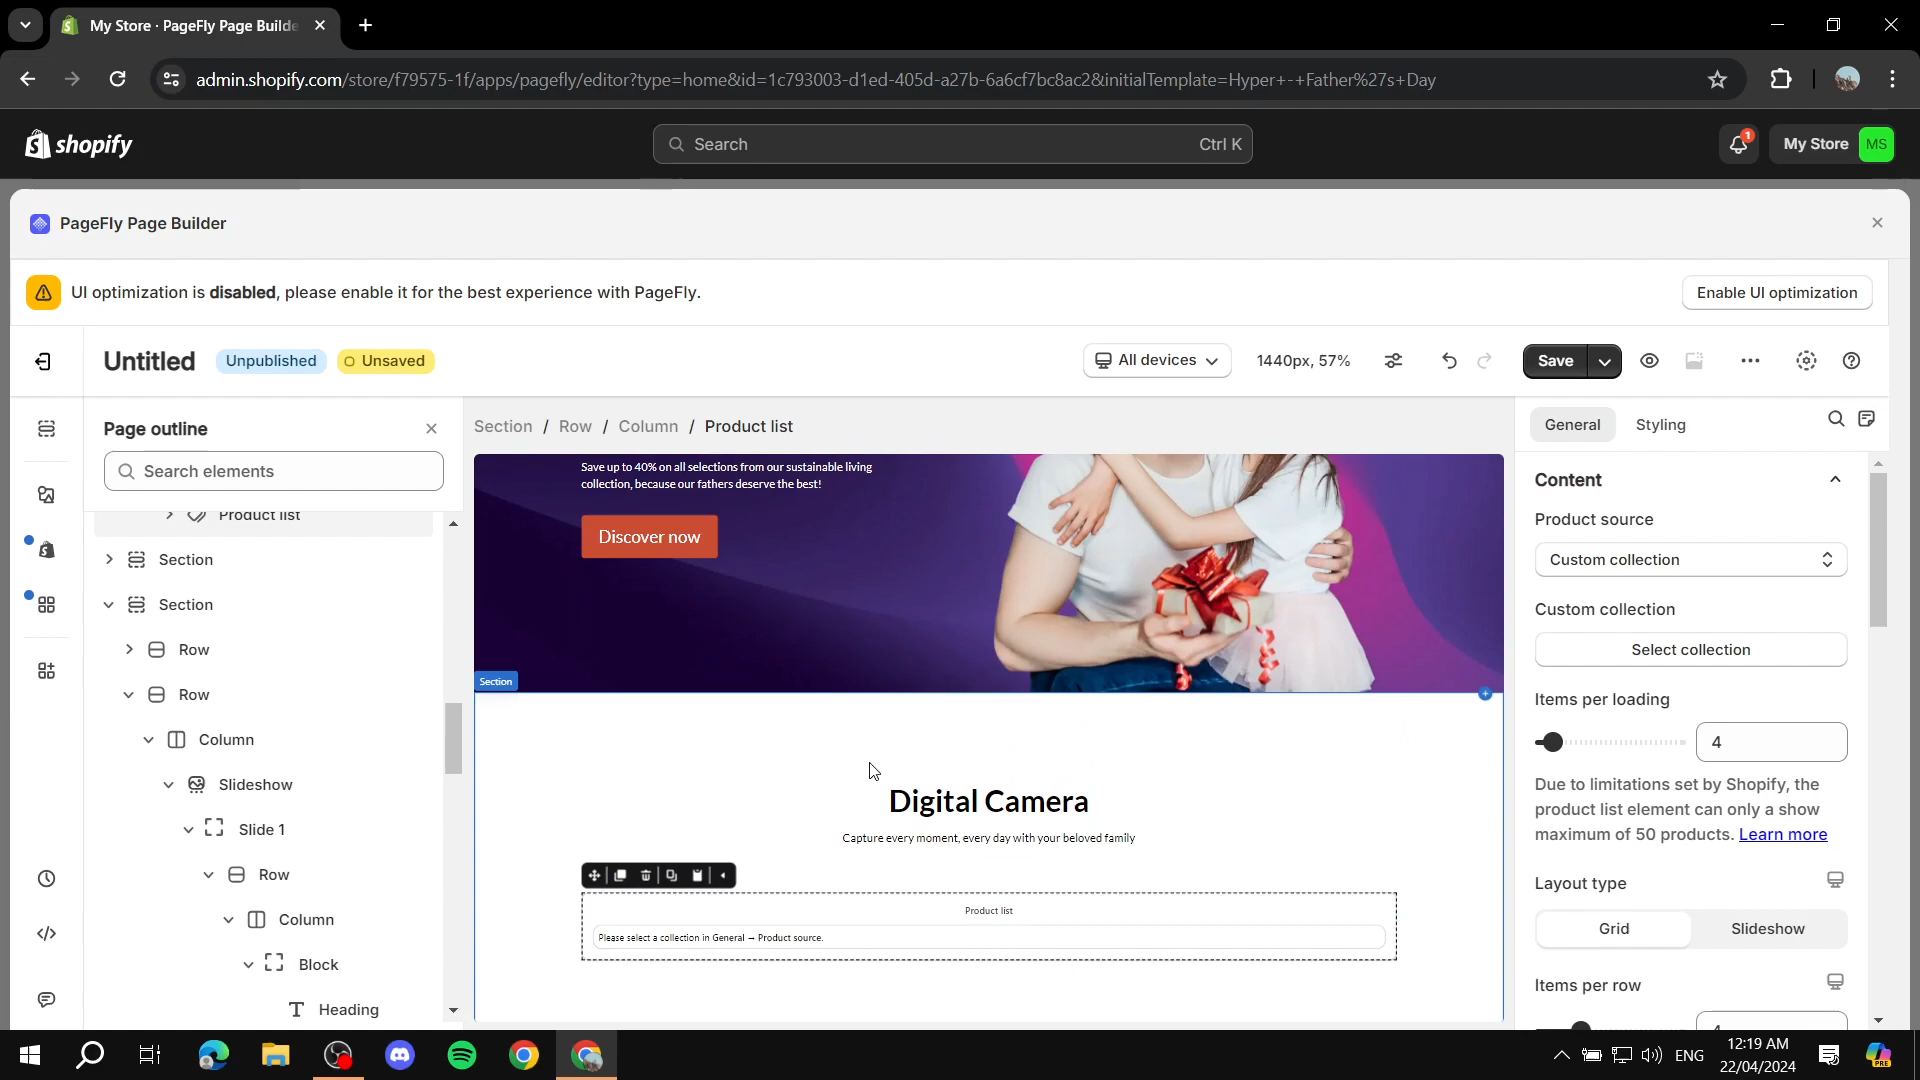 My Store · PageFly Page Builde
admin.shopify.com/store/f79575-1f/apps/pagefly/editor?type=home&id=1c793003-d1ed-405d-a27b-6a6cf7bc8ac2&initialTemplate=Hyper+-+Father%27s+Day
shopify
Search
Ctrl K
1
My Store
MS
PageFly Page Builder
UI optimization is disabled, please enable it for the best experience with PageFly.
Enable UI optimization
Untitled
Unpublished
Unsaved
All devices
1440px, 57%
Save
Page outline
Search elements
Product list
Section
Section
Row
Row
Column
Slideshow
Slide 1
Row
Column
Block
Heading
Section / Row / Column / Product list
Save up to 40% on all selections from our sustainable living
collection, because our fathers deserve the best!
Discover now
Section
Digital Camera
Capture every moment, every day with your beloved family
Product list
Please select a collection in General → Product source.
General
Styling
Content
Product source
Custom collection
Custom collection
Select collection
Items per loading
4
Due to limitations set by Shopify, the
product list element can only a show
maximum of 50 products. Learn more
Layout type
Grid
Slideshow
Items per row
4
ENG
12:19 AM
22/04/2024
PRE